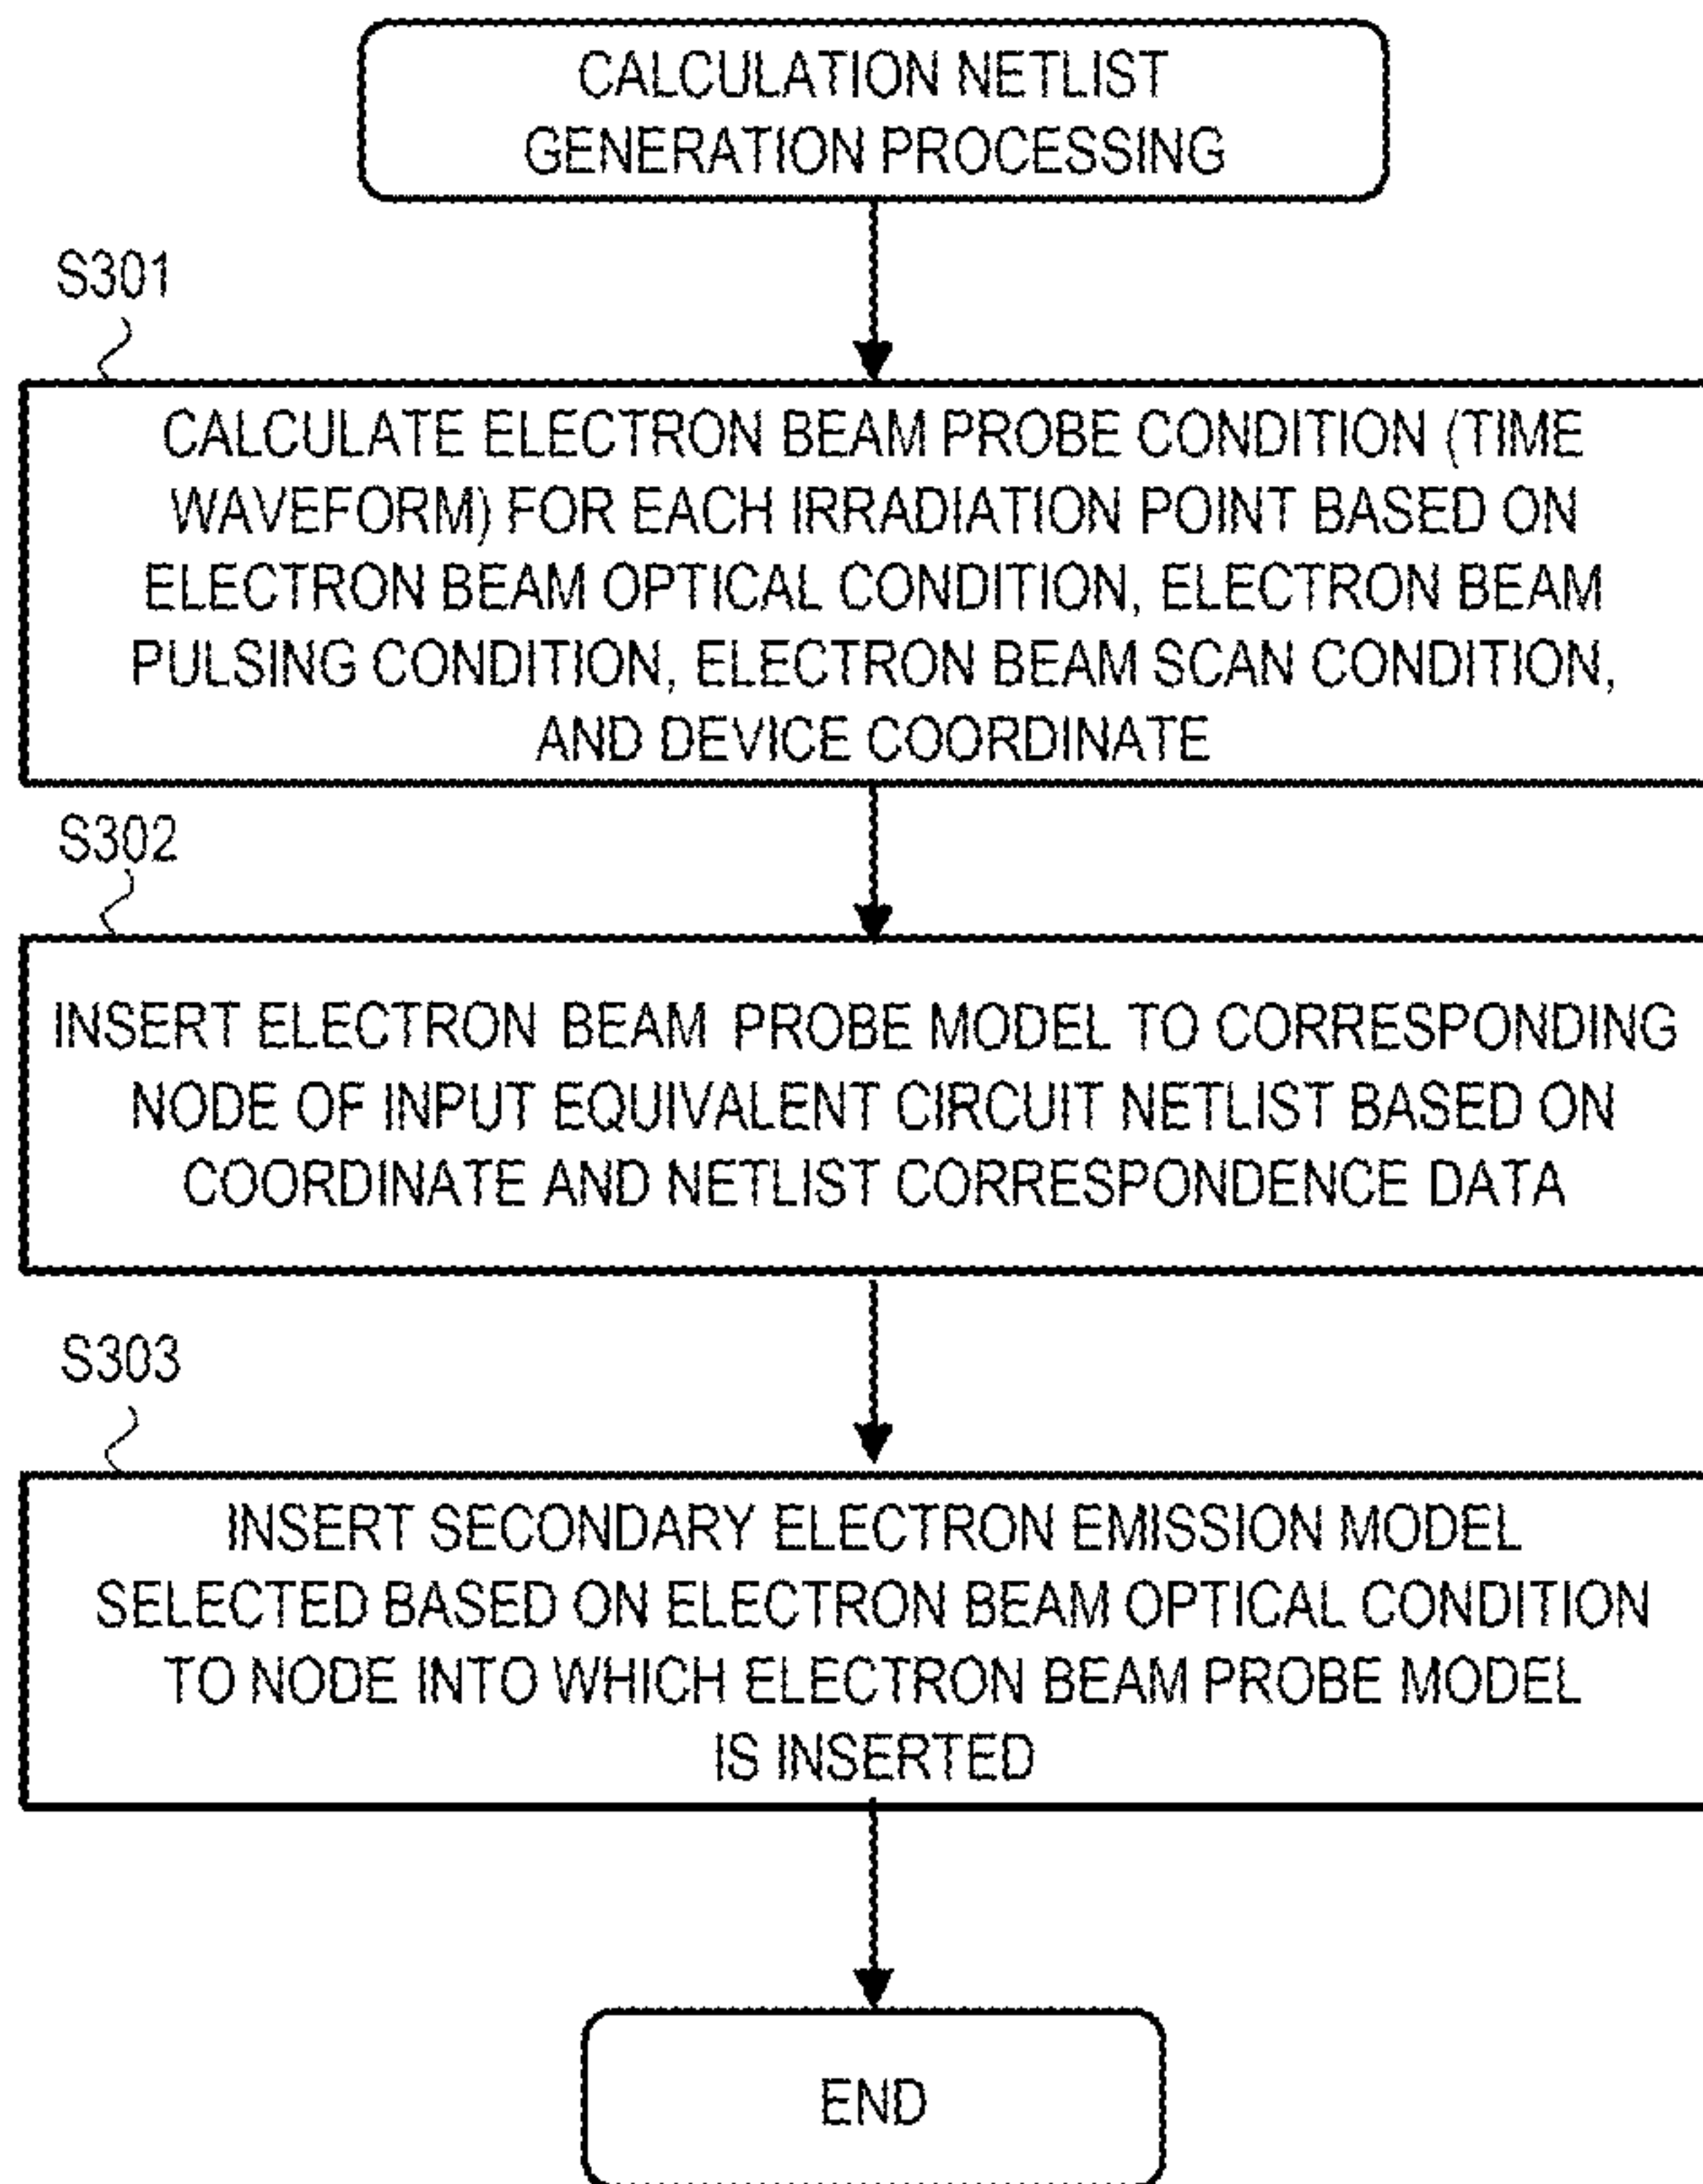 CALCULATION NETLIST
GENERATION PROCESSING
S301
CALCULATE ELECTRON BEAM PROBE CONDITION (TIME
WAVEFORM) FOR EACH IRRADIATION POINT BASED ON
ELECTRON BEAM OPTICAL CONDITION, ELECTRON BEAM
PULSING CONDITION, ELECTRON BEAM SCAN CONDITION,
AND DEVICE COORDINATE
S302
INSERT ELECTRON BEAM PROBE MODEL TO CORRESPONDING
NODE OF INPUT EQUIVALENT CIRCUIT NETLIST BASED ON
COORDINATE AND NETLIST CORRESPONDENCE DATA
S303
INSERT SECONDARY ELECTRON EMISSION MODEL
SELECTED BASED ON ELECTRON BEAM OPTICAL CONDITION
TO NODE INTO WHICH ELECTRON BEAM PROBE MODEL
IS INSERTED
END